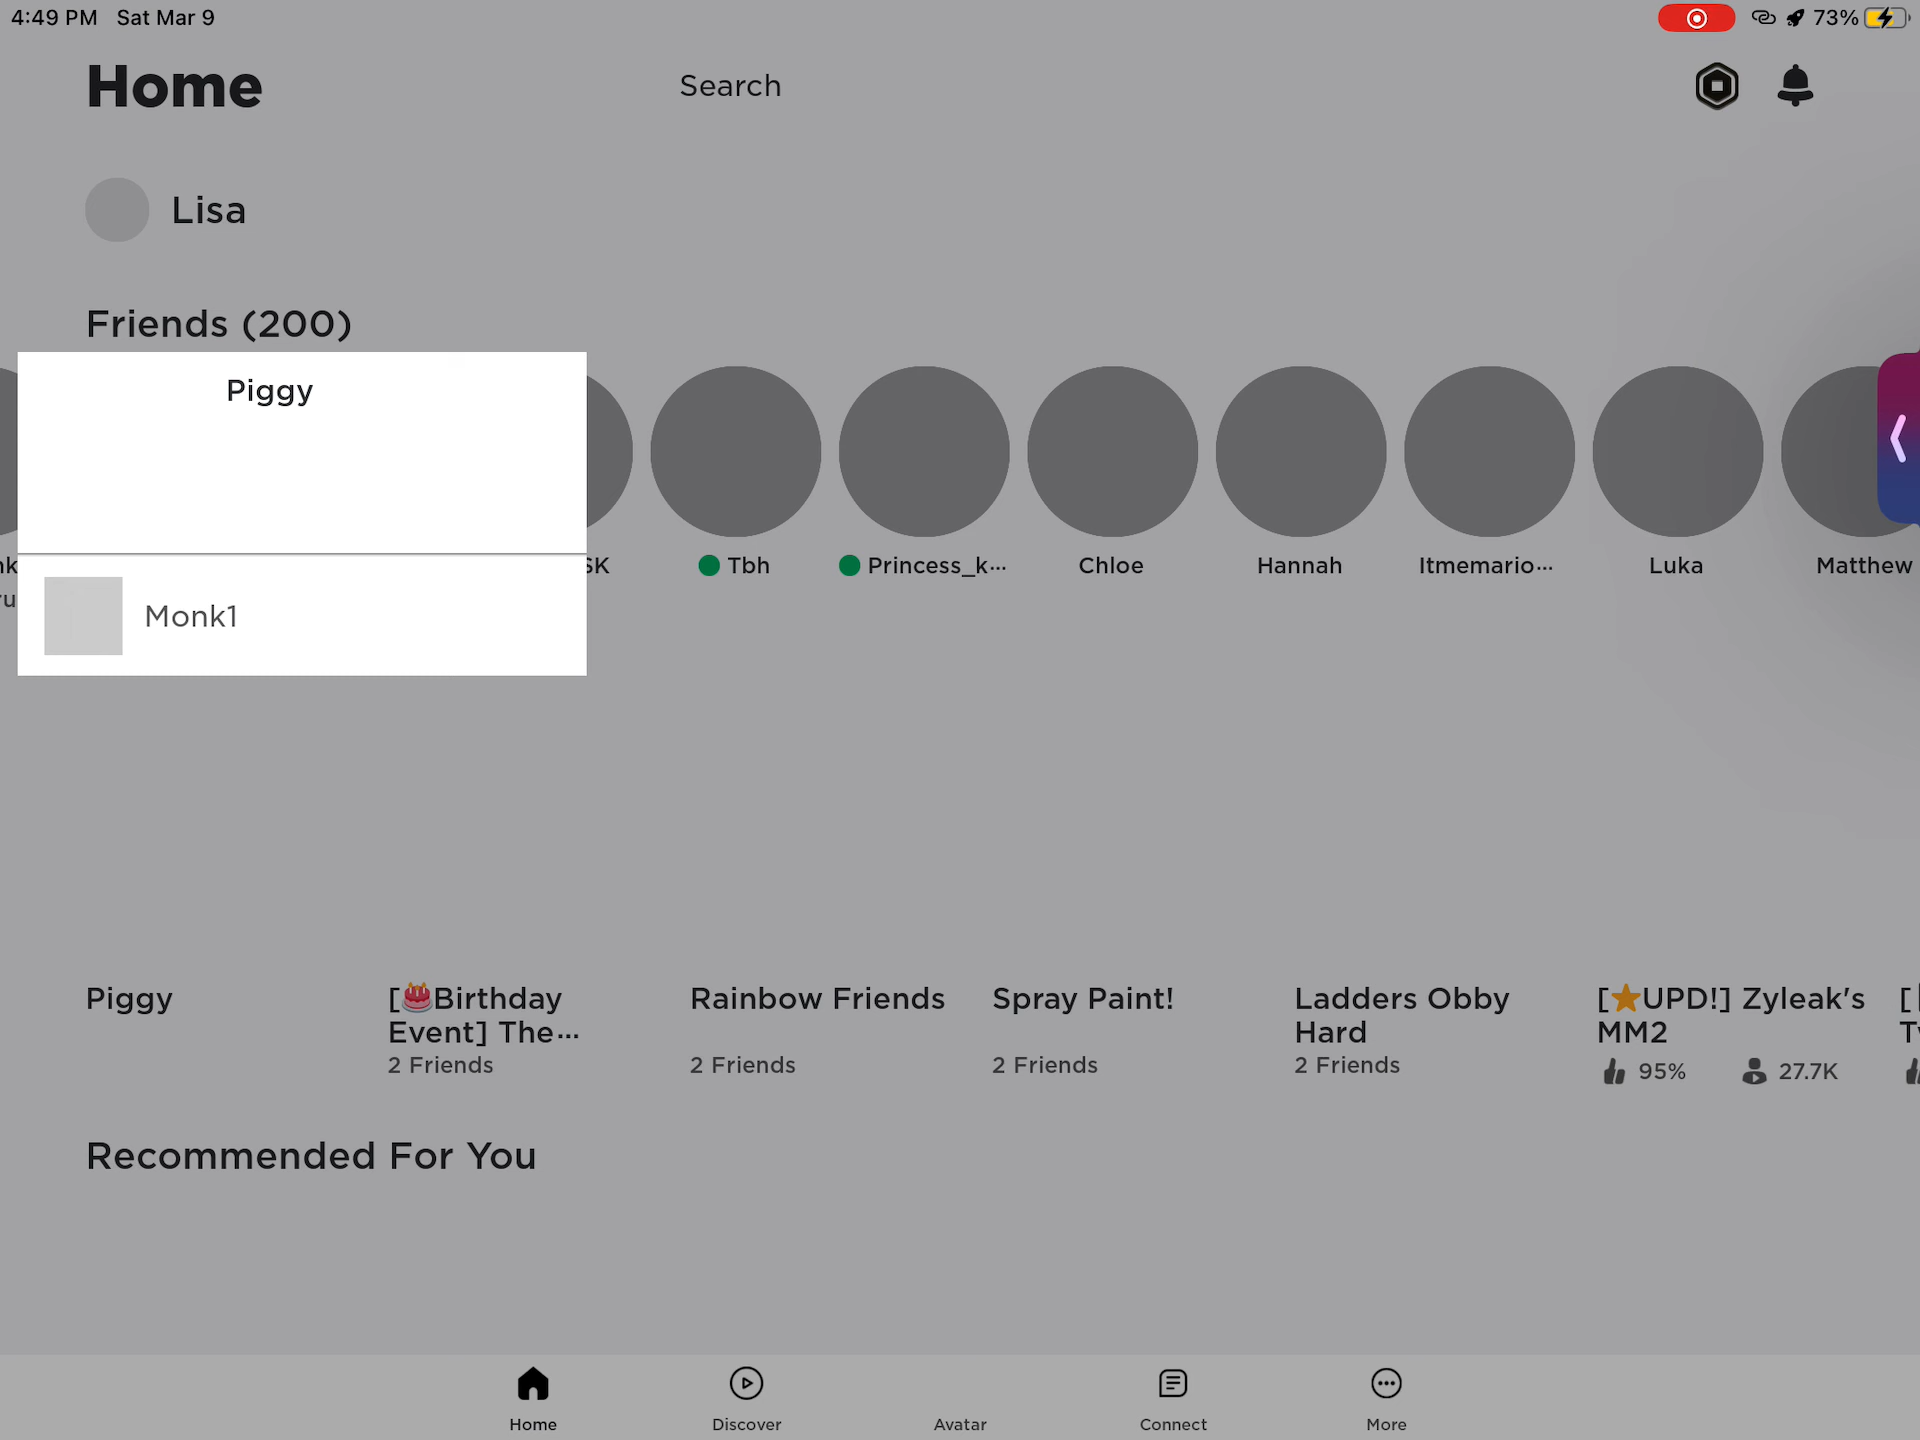 4:49 PM Sat Mar 9
73%
Home
Search
Lisa
Friends (200)
Piggy
Monk1
SK
Tbh
Princess_k...
Chloe
Hannah
Itmemario...
Luka
Matthew
Piggy
[🎂Birthday
Event] The...
2 Friends
Rainbow Friends
2 Friends
Spray Paint!
2 Friends
Ladders Obby
Hard
2 Friends
[⭐UPD!] Zyleak's
MM2
95%
27.7K
Recommended For You
Home
Discover
Avatar
Connect
More